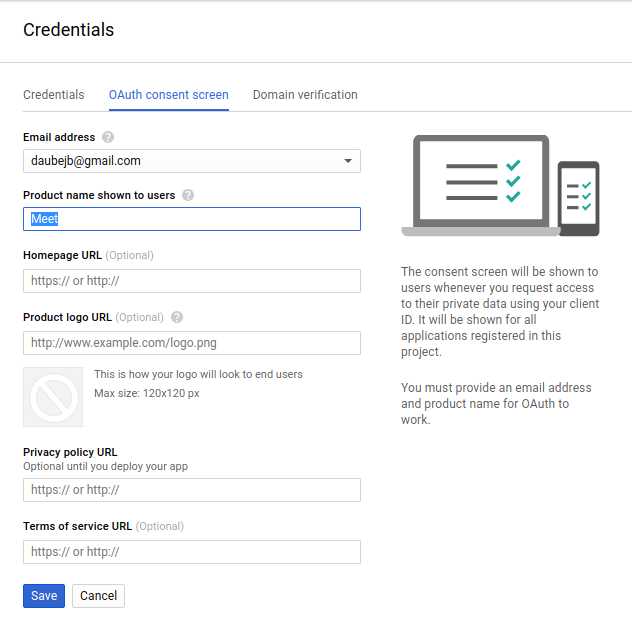 Credentials
Credentials OAuth consent screen Domain verification
Email address ?
daubejb@gmail.com
Product name shown to users ?
Meet
Homepage URL (Optional)
https:// or http://
Product logo URL (Optional) ?
http://www.example.com/logo.png
This is how your logo will look to end users
Max size: 120x120 px
Privacy policy URL
Optional until you deploy your app
https:// or http://
Terms of service URL (Optional)
https:// or http://
Save Cancel
The consent screen will be shown to
users whenever you request access
to their private data using your client
ID. It will be shown for all
applications registered in this
project.
You must provide an email address
and product name for OAuth to
work.